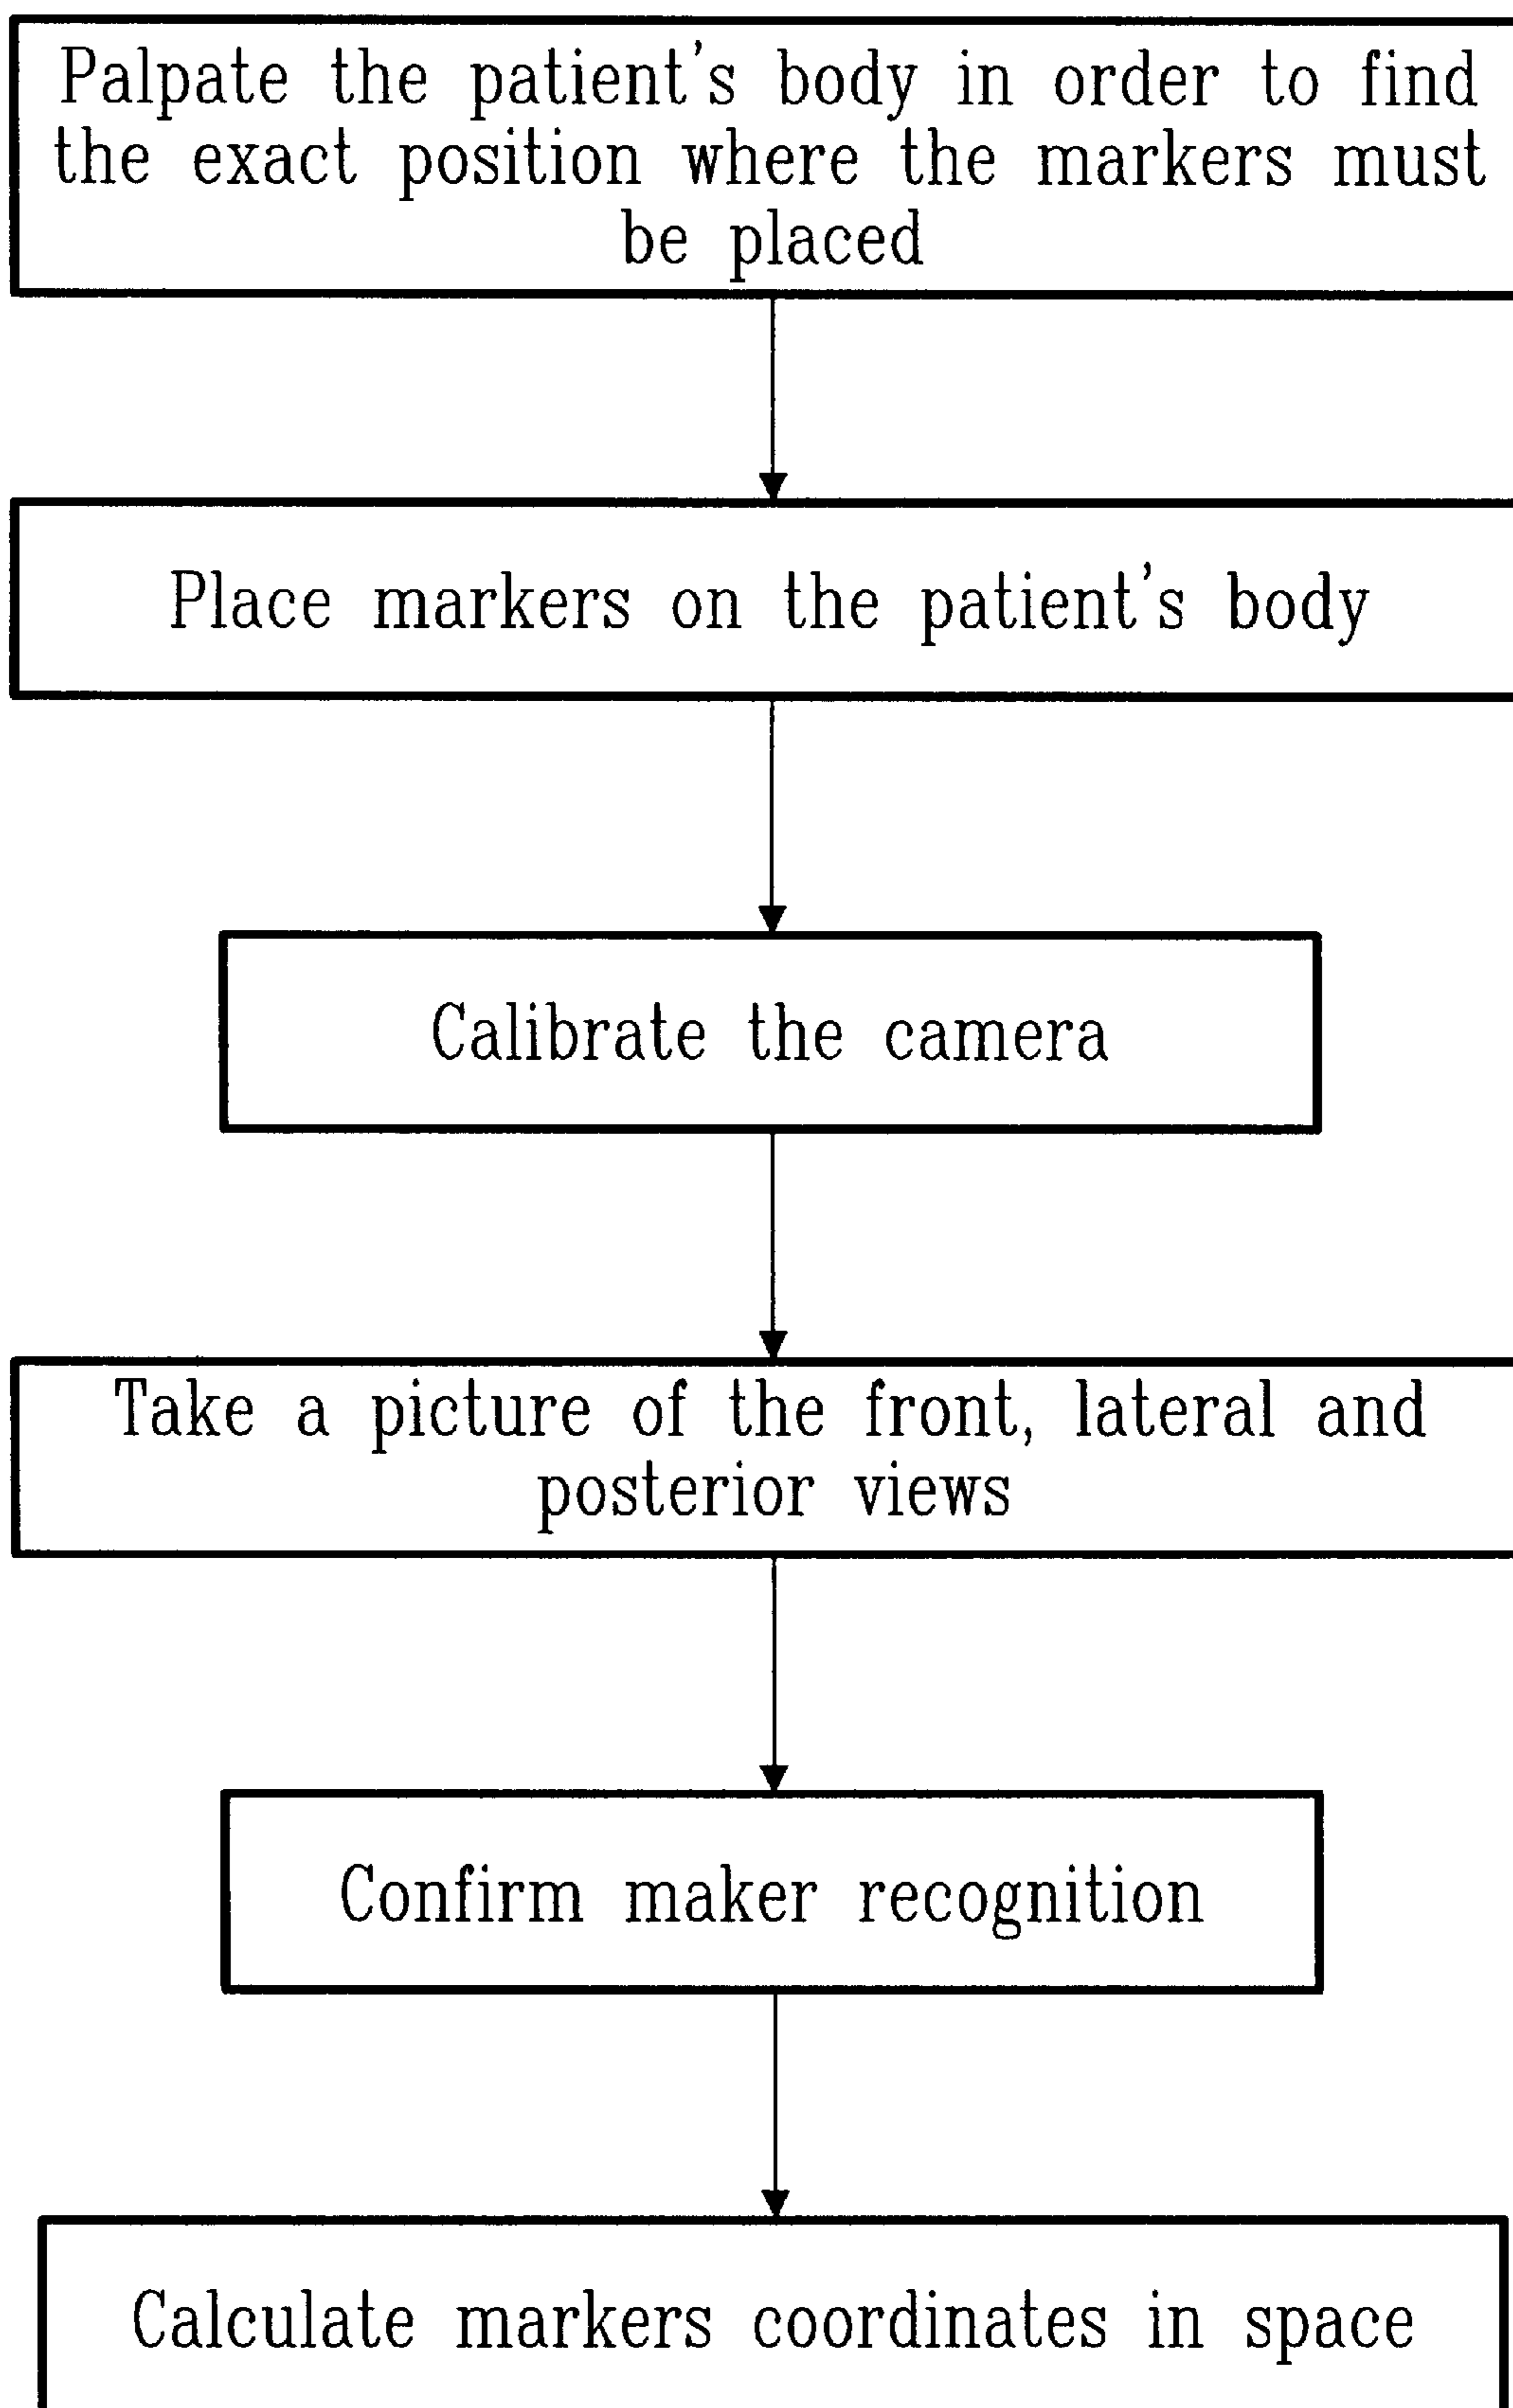 Palpate the patient's body in order to find
the exact position where the markers must
be placed
Place markers on the patient's body
Calibrate the camera
Take a picture of the front, lateral and
posterior views
Confirm maker recognition
Calculate markers coordinates in space